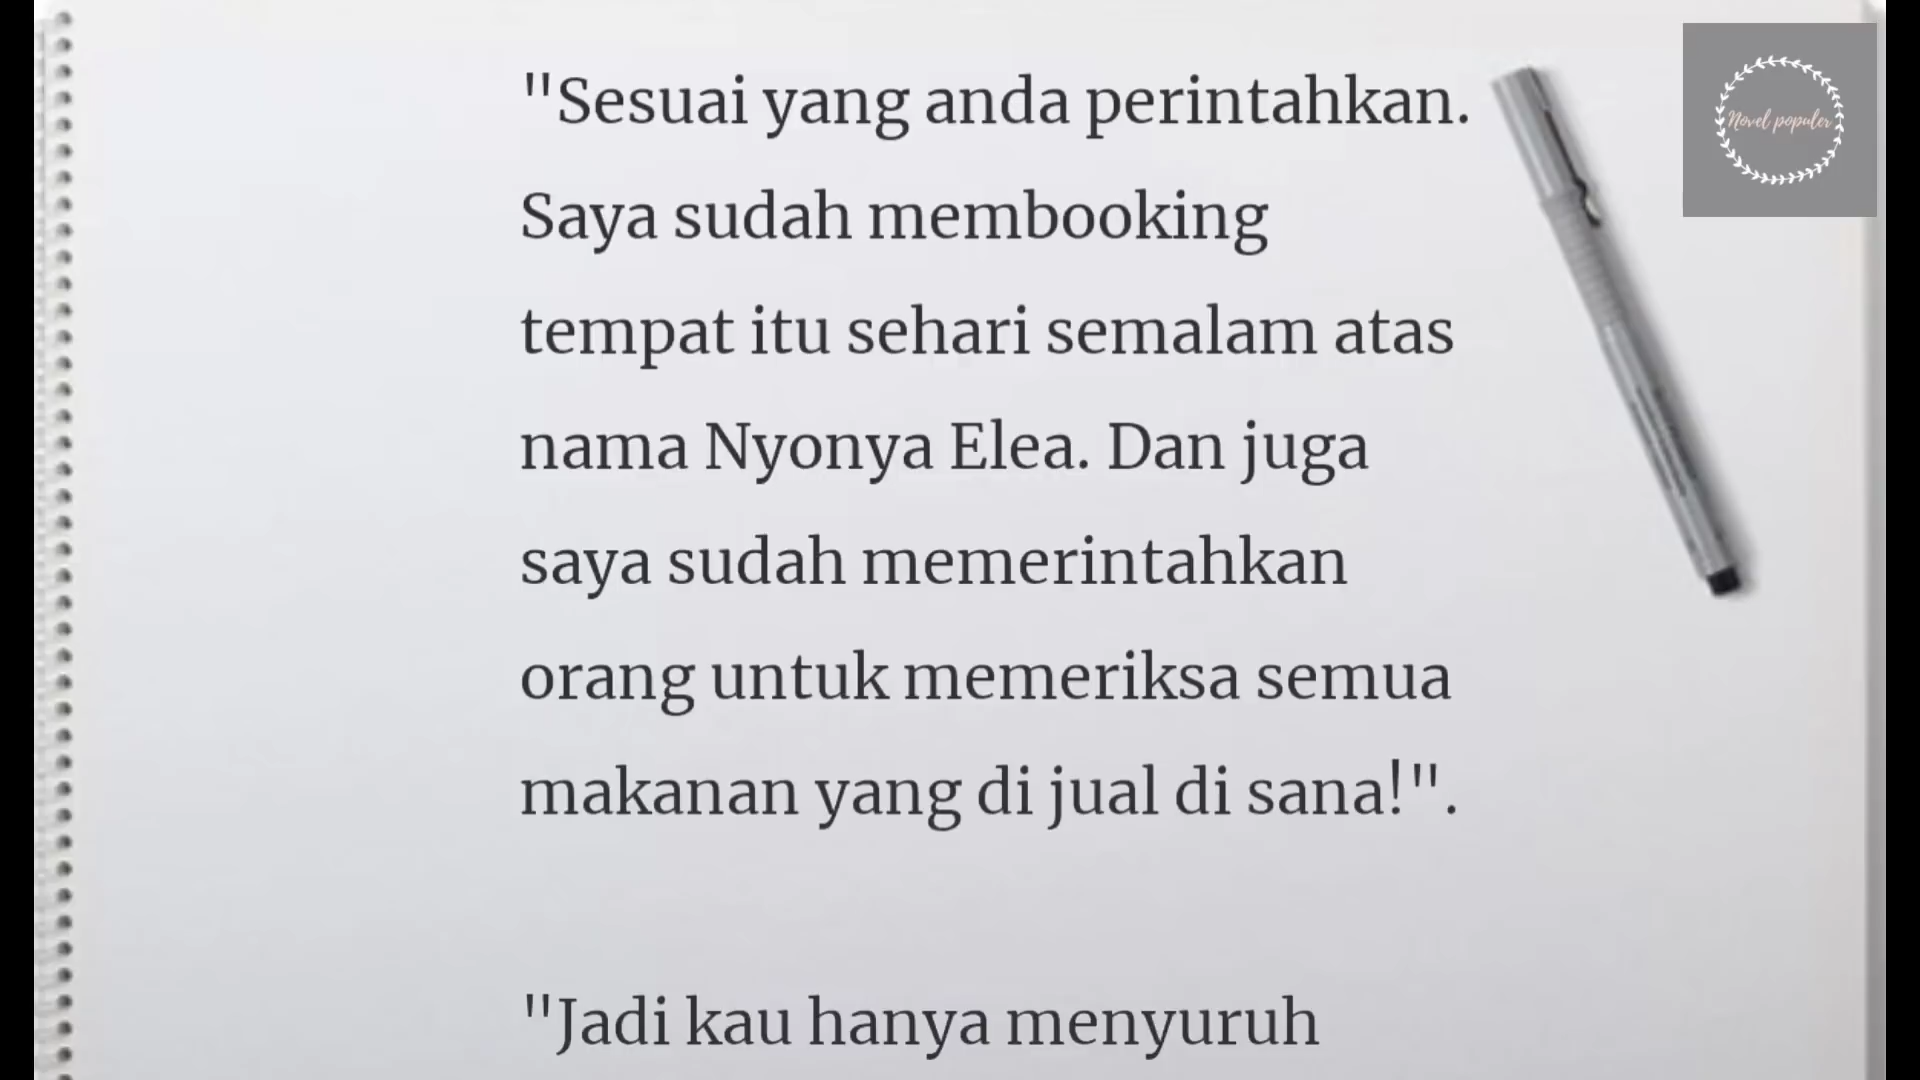 "Sesuai yang anda perintahkan.
Saya sudah membooking
tempat itu sehari semalam atas
nama Nyonya Elea. Dan juga
saya sudah memerintahkan
orang untuk memeriksa semua
makanan yang di jual di sana!".
"Jadi kau hanya menyuruh
Novel populer